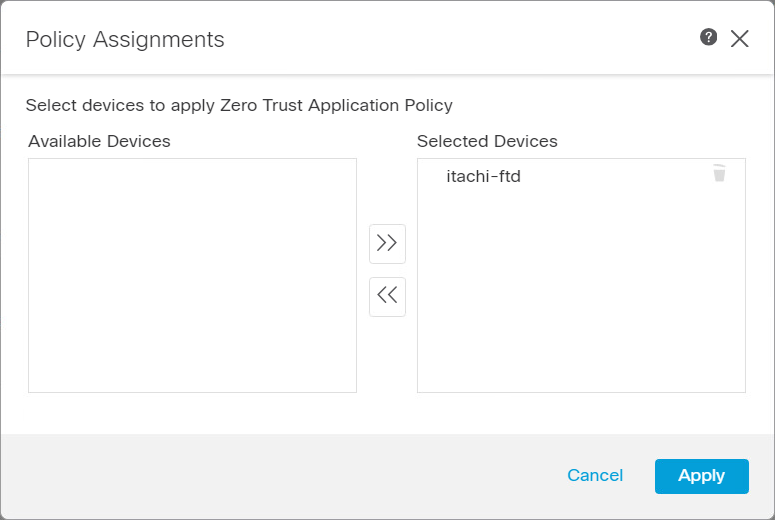 Policy Assignments
?
Select devices to apply Zero Trust Application Policy
Available Devices
Selected Devices
itachi-ftd
Cancel
Apply